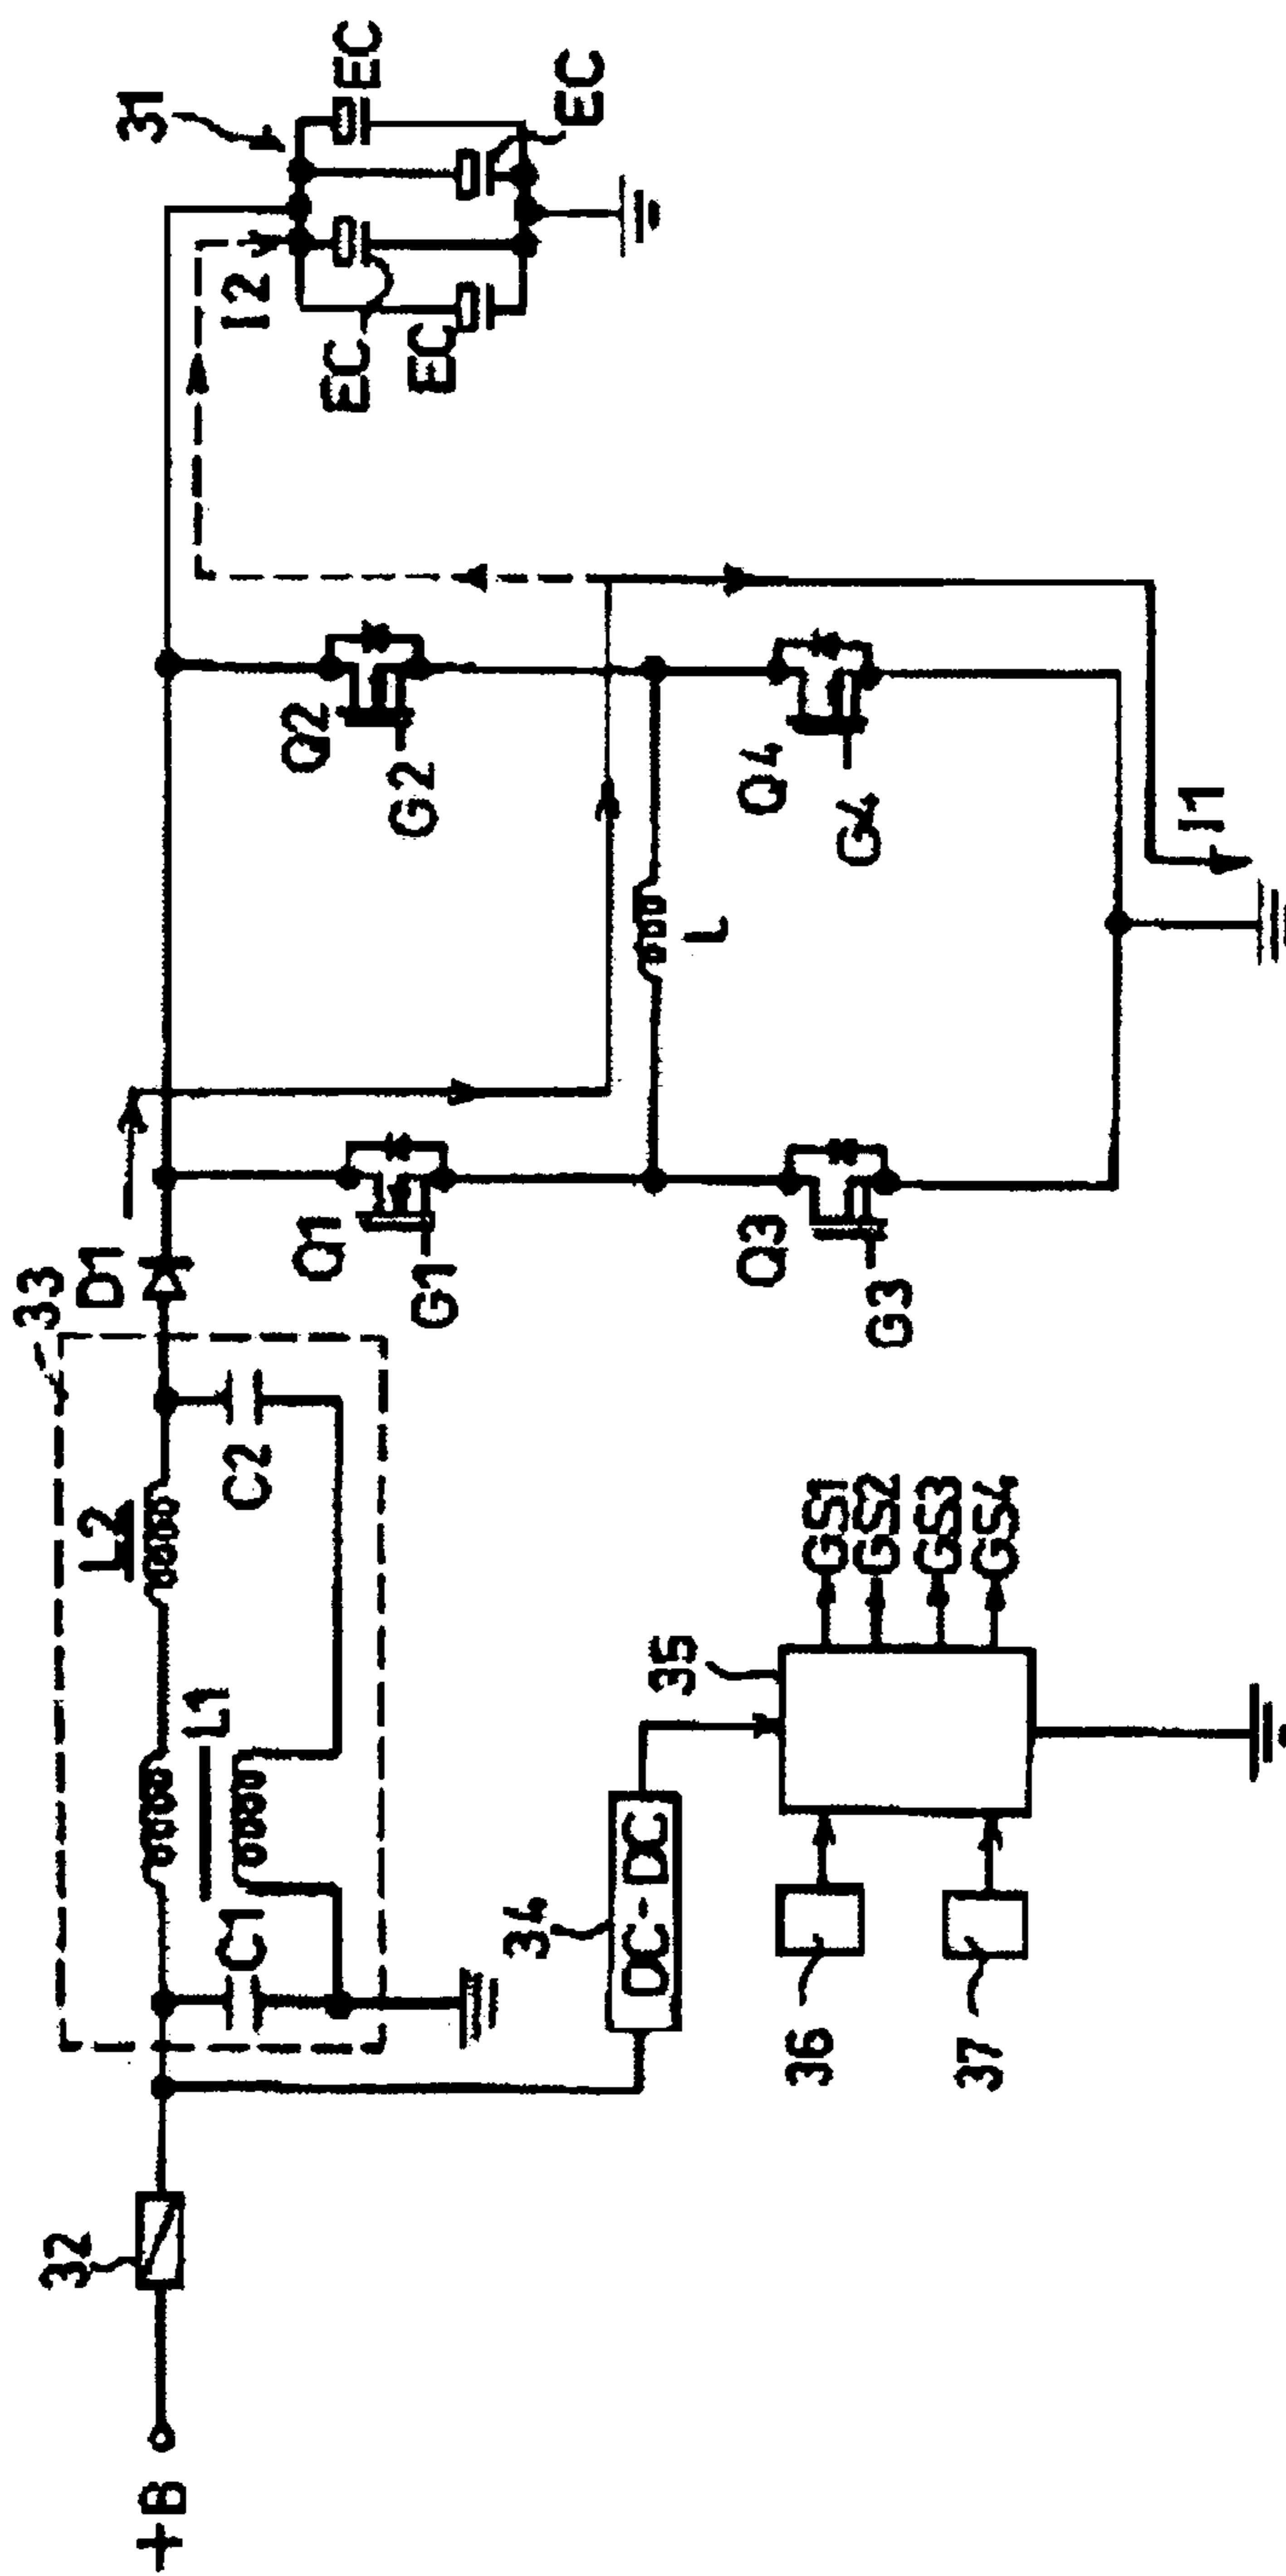 +B
32
33
L1
L2
C1
C2
D1
Q1
G1
Q2
G2
31
EC
EC
EC
EC
I2
L
Q3
G3
Q4
G4
I1
34
DC-DC
35
36
37
GS1
GS2
GS3
GS4